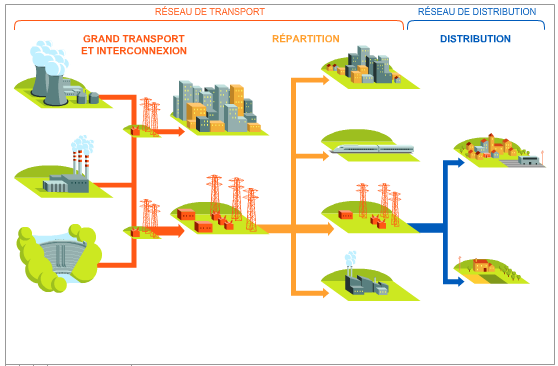 RÉSEAU DE TRANSPORT
RÉSEAU DE DISTRIBUTION
GRAND TRANSPORT
ET INTERCONNEXION
RÉPARTITION
DISTRIBUTION